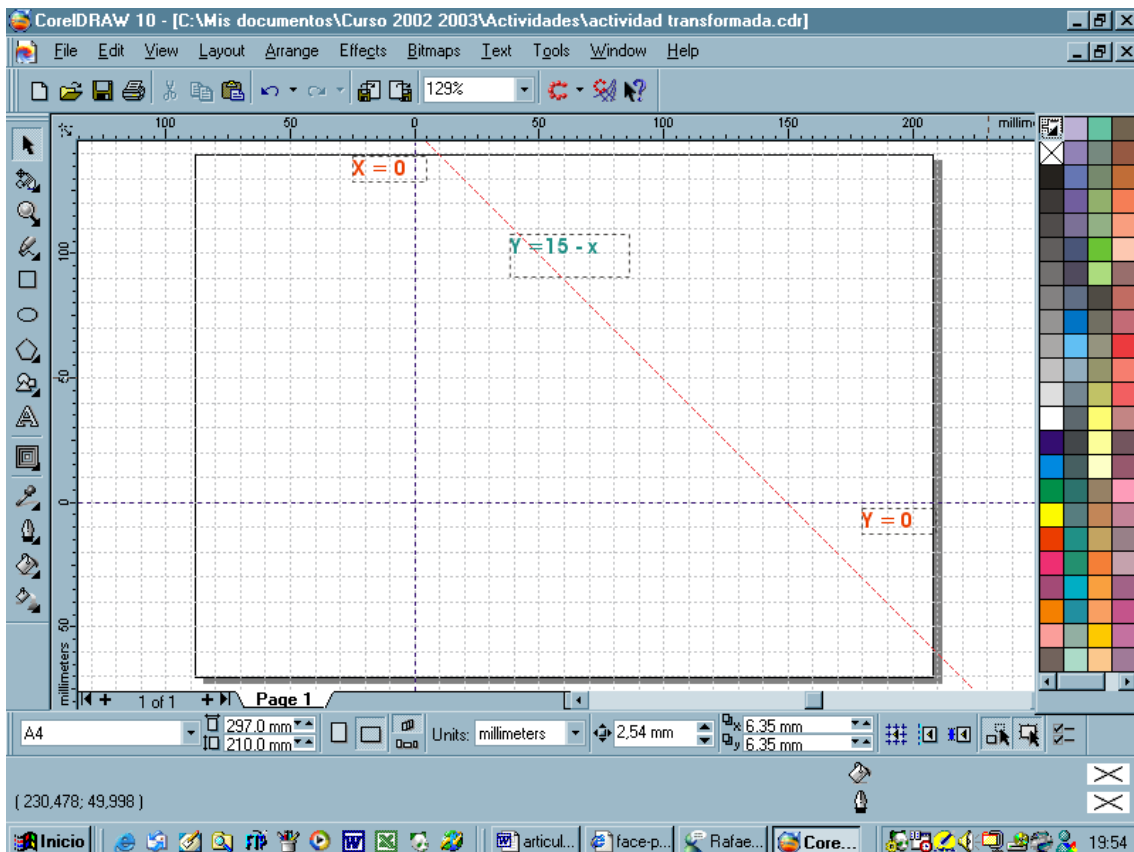 CorelDRAW 10 - [C:\Mis documentos\Curso 2002 2003\Actividades\actividad transformada.cdr]
File Edit View Layout Arrange Effects Bitmaps Text Tools Window Help
129%
100 50 0 50 100 150 200 millim
X = 0
Y =15 - x
100
50
0
Y = 0
50
millimeters
1 of 1 Page 1
A4 297.0 mm 210.0 mm Units: millimeters 2,54 mm x 6.35 mm y 6.35 mm
( 230,478; 49,998 )
Inicio articul... face-p... Rafae... Core... 19:54